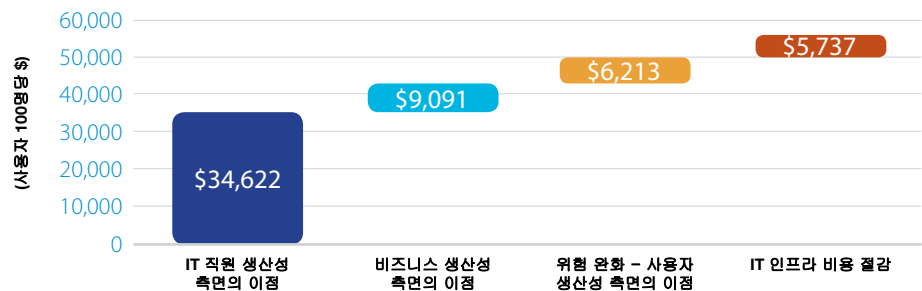 (사용자 100명당 $)
60,000
50,000
40,000
30,000
20,000
10,000
0
$34,622
$9,091
$6,213
$5,737
IT 직원 생산성
측면의 이점
비즈니스 생산성
측면의 이점
위험 완화 – 사용자
생산성 측면의 이점
IT 인프라 비용 절감